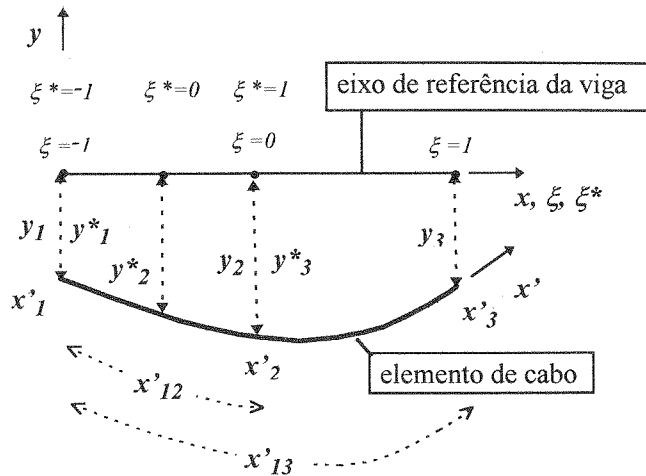 y
eixo de referência da viga
ξ*=-1 ξ*=0 ξ*=1
ξ=-1 ξ=0 ξ=1
x, ξ, ξ*
y1 y*1 y*2 y2 y*3 y3
x'1 x'2 x'3 x'
elemento de cabo
x'12
x'13